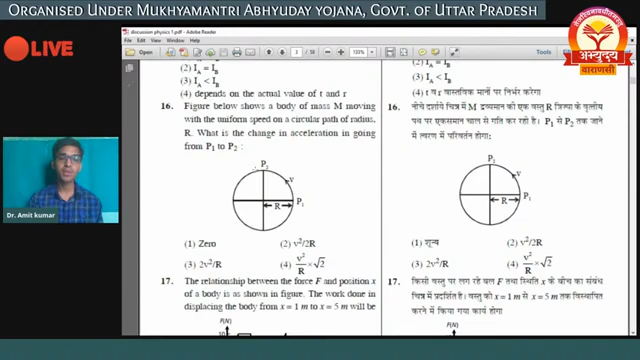 ORGANISED UNDER MUKHYAMANTRI ABHYUDAY YOJANA, GOVT. OF UTTAR PRADESH
LIVE
अभ्युदय
वाराणसी
discussion physics 1.pdf - Adobe Reader
File Edit View Window Help
Open
Dr. Amit kumar
(2) I_A = I_B
(3) I_A < I_B
(4) depends on the actual value of t and r
16. Figure below shows a body of mass M moving
with the uniform speed on a circular path of radius,
R. What is the change in acceleration in going
from P₁ to P₂ :
P₂
v
R
P₁
(1) Zero (2) v²/2R
(3) 2v²/R (4) v²/R × √2
17. The relationship between the force F and position x
of a body is as shown in figure. The work done in
displacing the body from x = 1 m to x = 5 m will be
F(N)
(2) I_A = I_B
(3) I_A < I_B
(4) t व r वास्तविक मानों पर निर्भर करेगा
16. नीचे दर्शाये चित्र में M द्रव्यमान की एक वस्तु R त्रिज्या के वृत्तीय
पथ पर एकसमान चाल से गति कर रही है। P₁ से P₂ तक जाने
में त्वरण में परिवर्तन होगा:
P₂
v
R
P₁
(1) शून्य (2) v²/2R
(3) 2v²/R (4) v²/R × √2
17. किसी वस्तु पर लग रहे बल F तथा स्थिति x के बीच का संबंध
चित्र में प्रदर्शित है। वस्तु को x = 1 m से x = 5 m तक विस्थापित
करने में किया गया कार्य होगा
F(N)